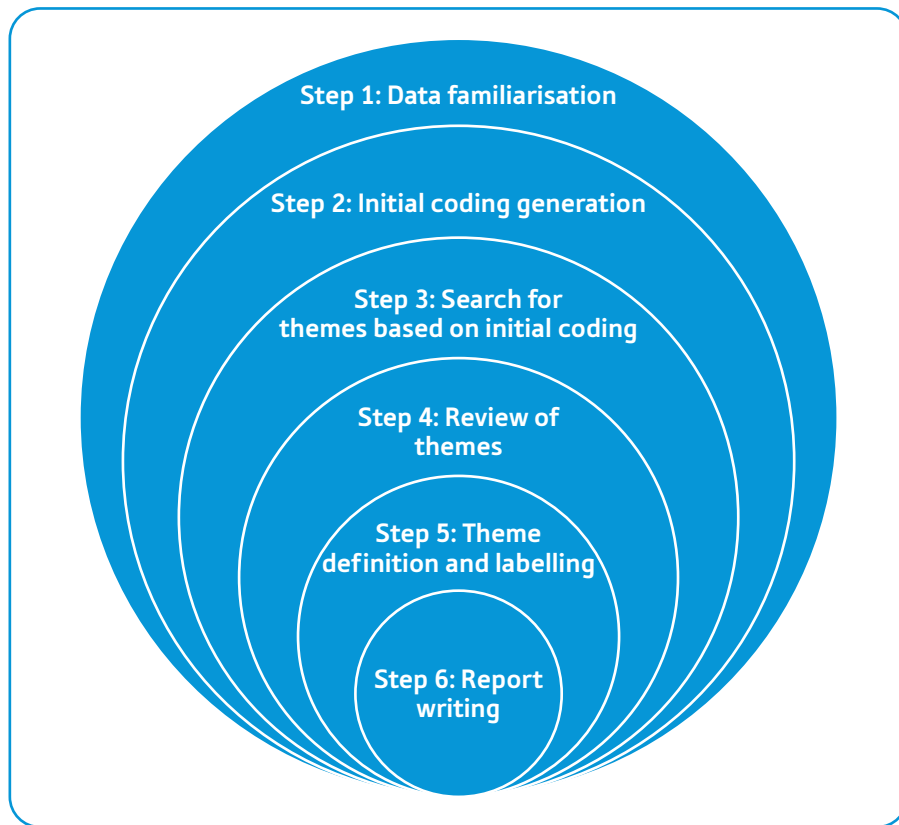 Step 1: Data familiarisation
Step 2: Initial coding generation
Step 3: Search for
themes based on initial coding
Step 4: Review of
themes
Step 5: Theme
definition and labelling
Step 6: Report
writing